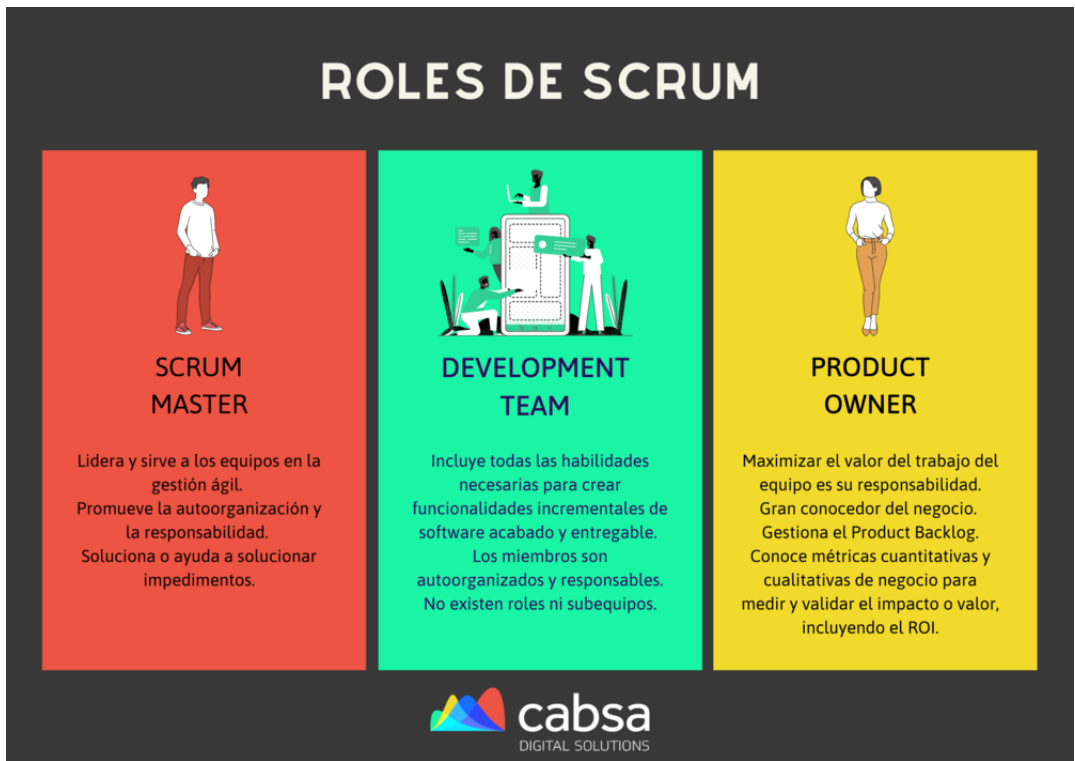 ROLES DE SCRUM
SCRUM
MASTER
Lidera y sirve a los equipos en la
gestión ágil.
Promueve la autoorganización y
la responsabilidad.
Soluciona o ayuda a solucionar
impedimentos.
DEVELOPMENT
TEAM
Incluye todas las habilidades
necesarias para crear
funcionalidades incrementales de
software acabado y entregable.
Los miembros son
autoorganizados y responsables.
No existen roles ni subequipos.
PRODUCT
OWNER
Maximizar el valor del trabajo del
equipo es su responsabilidad.
Gran conocedor del negocio.
Gestiona el Product Backlog.
Conoce métricas cuantitativas y
cualitativas de negocio para
medir y validar el impacto o valor,
incluyendo el ROI.
cabsa
DIGITAL SOLUTIONS